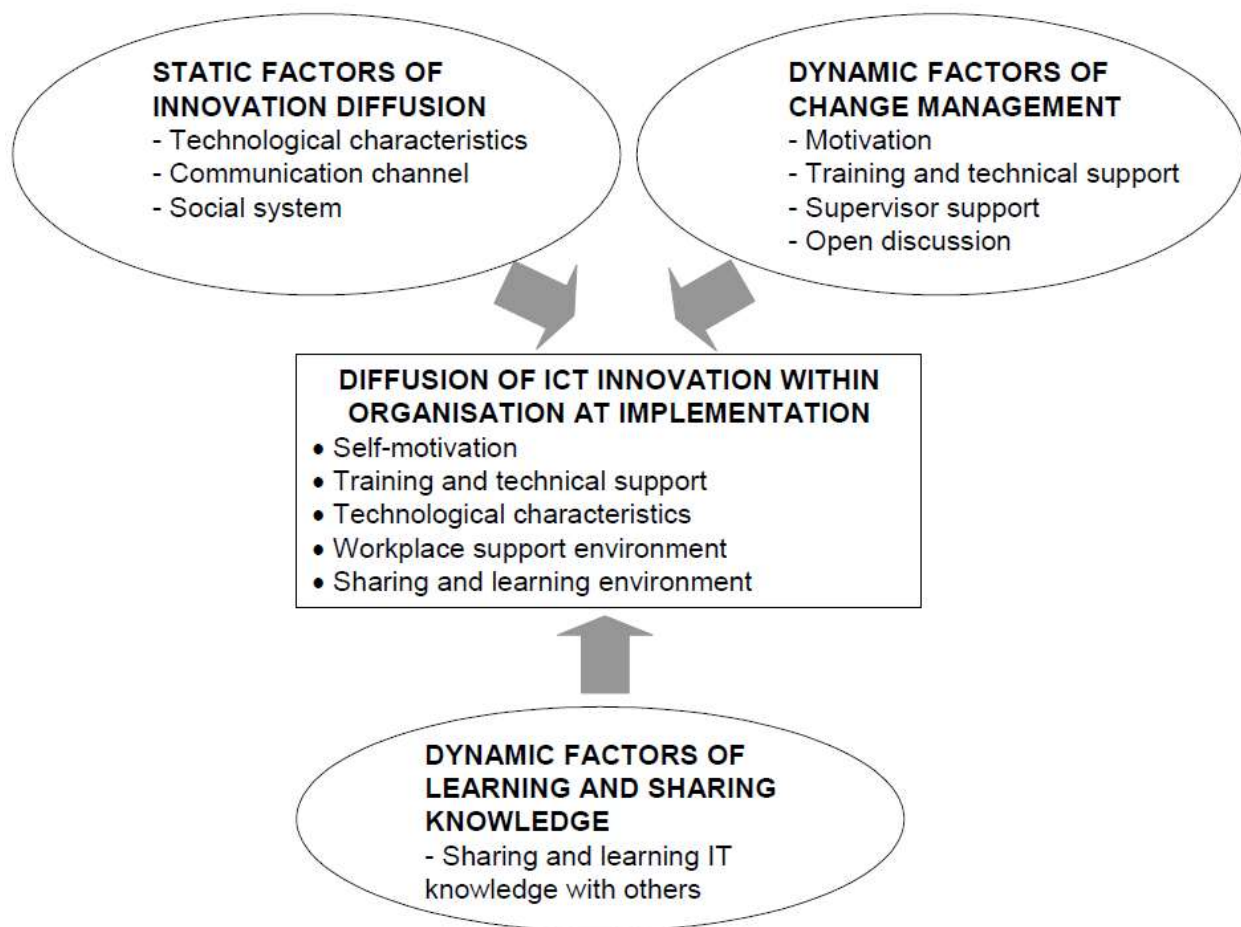 STATIC FACTORS OF
INNOVATION DIFFUSION
- Technological characteristics
- Communication channel
- Social system
DYNAMIC FACTORS OF
CHANGE MANAGEMENT
- Motivation
- Training and technical support
- Supervisor support
- Open discussion
DIFFUSION OF ICT INNOVATION WITHIN
ORGANISATION AT IMPLEMENTATION
• Self-motivation
• Training and technical support
• Technological characteristics
• Workplace support environment
• Sharing and learning environment
DYNAMIC FACTORS OF
LEARNING AND SHARING
KNOWLEDGE
- Sharing and learning IT
knowledge with others